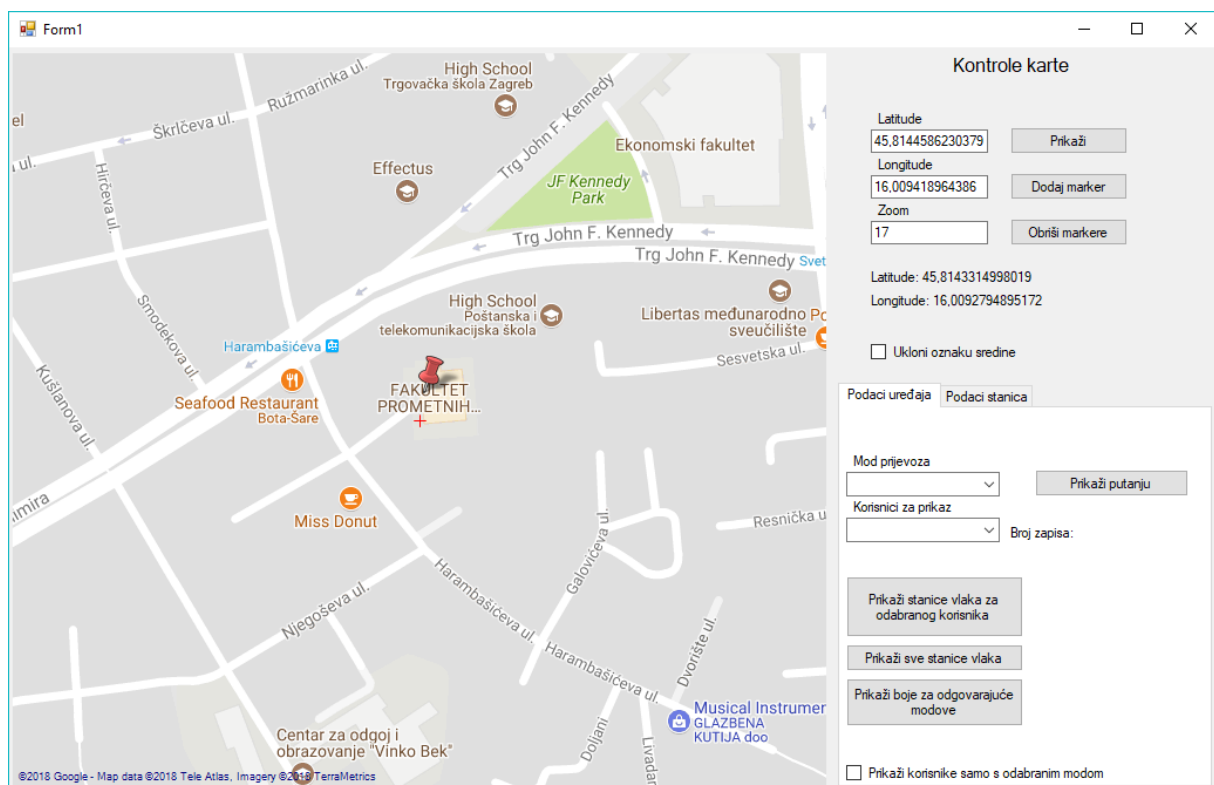 Form1
Kontrole karte
Latitude
45,8144586230379
Prikaži
Longitude
16,009418964386
Dodaj marker
Zoom
17
Obriši markere
Latitude: 45,8143314998019
Longitude: 16,0092794895172
Ukloni oznaku sredine
Podaci uređaja
Podaci stanica
Mod prijevoza
Prikaži putanju
Korisnici za prikaz
Broj zapisa:
Prikaži stanice vlaka za
odabranog korisnika
Prikaži sve stanice vlaka
Prikaži boje za odgovarajuće
modove
Prikaži korisnike samo s odabranim modom
Ružmarinka ul.
High School
Trgovačka škola Zagreb
Škrlčeva ul.
el
ul.
Hirčeva ul.
Effectus
Trg John F. Kennedy
Ekonomski fakultet
JF Kennedy
Park
Trg John F. Kennedy
Trg John F. Kennedy
Svet
Smodekova ul.
High School
Poštanska i
telekomunikacijska škola
Libertas međunarodno
sveučilište
Po
Harambašićeva
Sesvetska ul.
Kušlanova ul.
Seafood Restaurant
Bota-Šare
FAKULTET
PROMETNIH...
imira
Miss Donut
Resnička u
Galovićeva ul.
Njegoševa ul.
Harambašićeva ul.
Harambašićeva ul.
Dvorište ul.
Musical Instrumen
GLAZBENA
KUTIJA doo
Doljani
Livadar
Centar za odgoj i
obrazovanje "Vinko Bek"
©2018 Google - Map data ©2018 Tele Atlas, Imagery ©2018 TerraMetrics